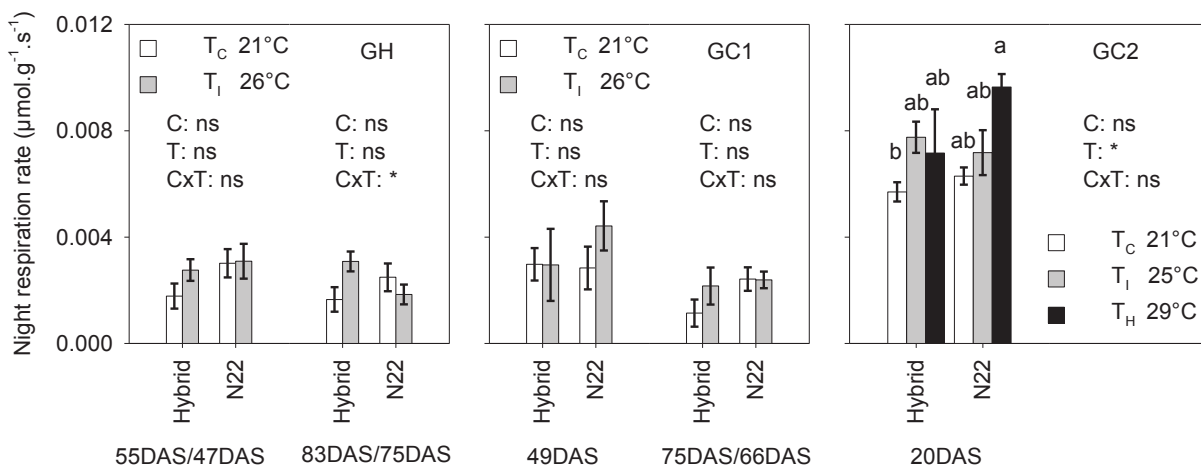 Night respiration rate (µmol.g⁻¹.s⁻¹)
0.012
0.008
0.004
0.000
T_C 21°C
T_I 26°C
GH
C: ns
T: ns
CxT: ns
C: ns
T: ns
CxT: *
Hybrid
N22
Hybrid
N22
55DAS/47DAS
83DAS/75DAS
T_C 21°C
T_I 26°C
GC1
C: ns
T: ns
CxT: ns
C: ns
T: ns
CxT: ns
Hybrid
N22
Hybrid
N22
49DAS
75DAS/66DAS
GC2
b
ab
ab
ab
ab
a
C: ns
T: *
CxT: ns
T_C 21°C
T_I 25°C
T_H 29°C
Hybrid
N22
20DAS